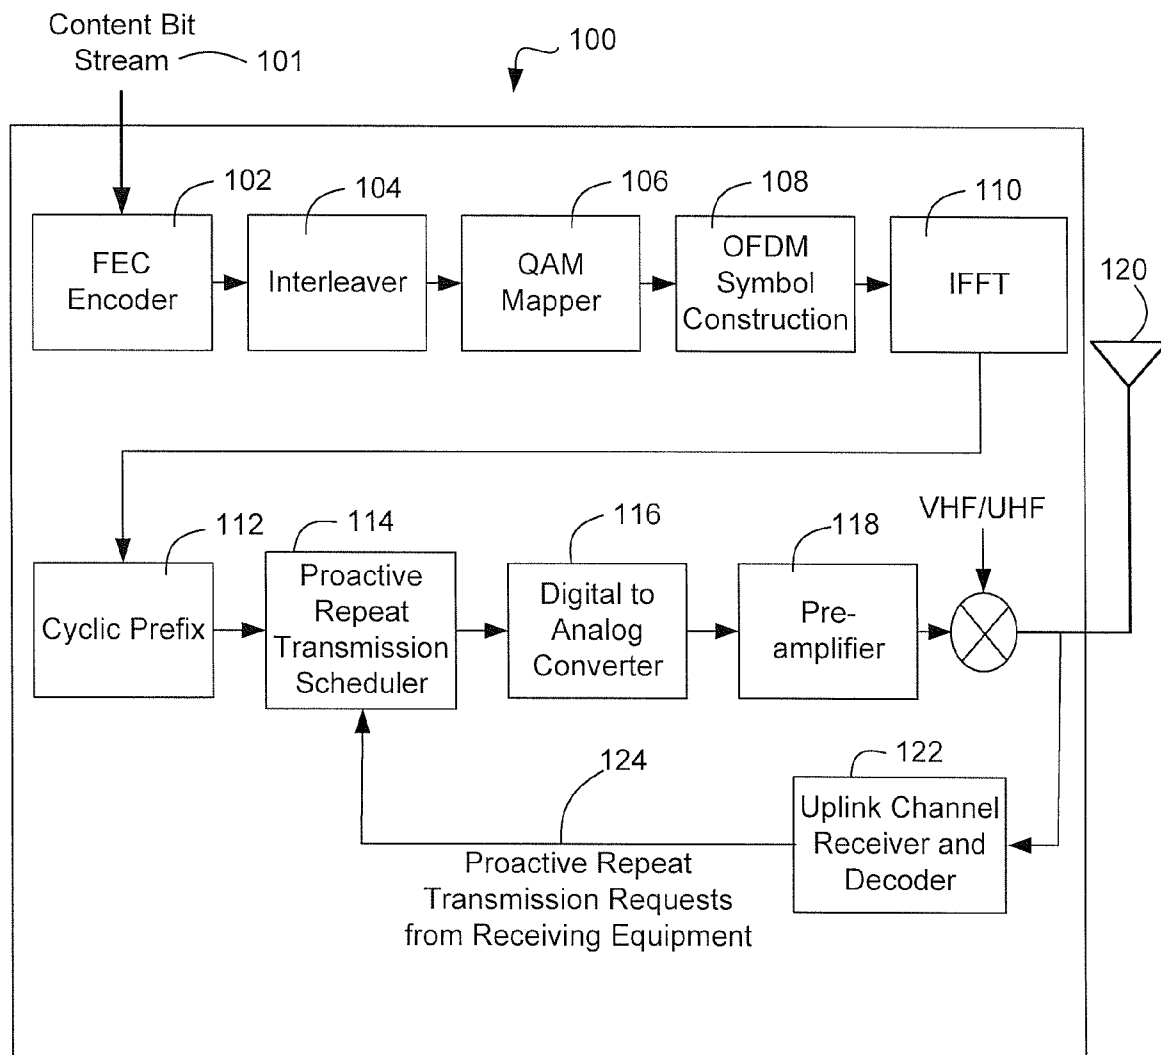 Content Bit
Stream
101
100
102
104
106
108
110
FEC
Encoder
Interleaver
QAM
Mapper
OFDM
Symbol
Construction
IFFT
120
112
114
116
118
VHF/UHF
Cyclic Prefix
Proactive
Repeat
Transmission
Scheduler
Digital to
Analog
Converter
Pre-
amplifier
124
122
Uplink Channel
Receiver and
Decoder
Proactive Repeat
Transmission Requests
from Receiving Equipment